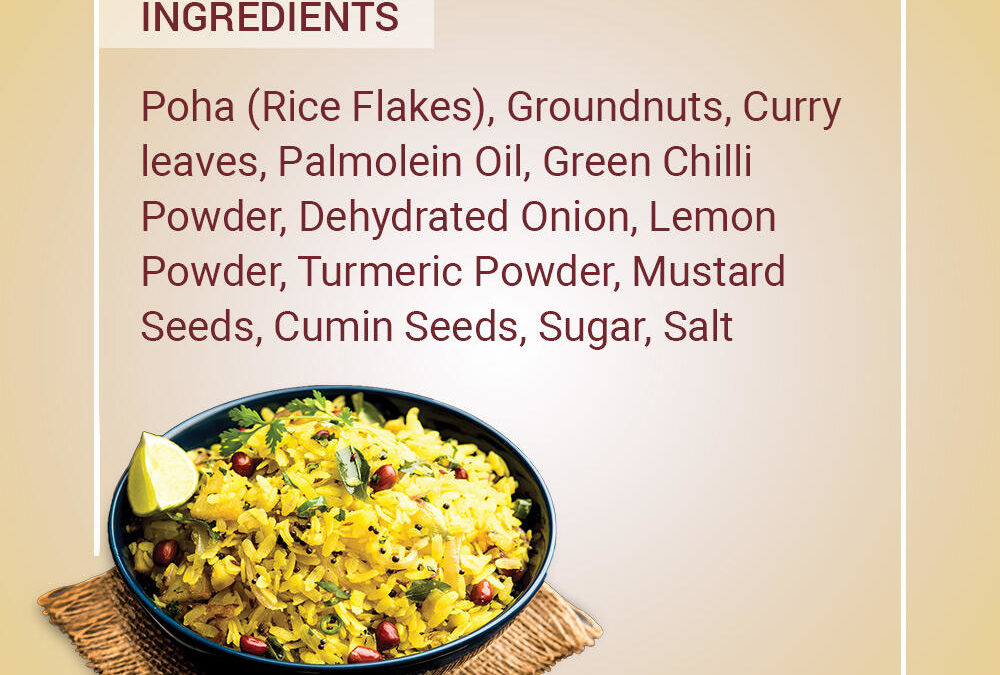 INGREDIENTS
Poha (Rice Flakes), Groundnuts, Curry
leaves, Palmolein Oil, Green Chilli
Powder, Dehydrated Onion, Lemon
Powder, Turmeric Powder, Mustard
Seeds, Cumin Seeds, Sugar, Salt